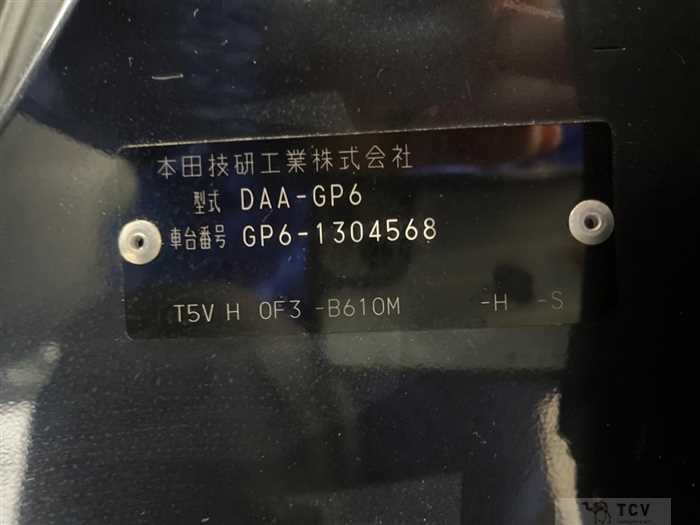 本田技研工業株式会社
型式 DAA-GP6
車台番号 GP6-1304568
T5V H 0F3 -B610M -H -S
TCV